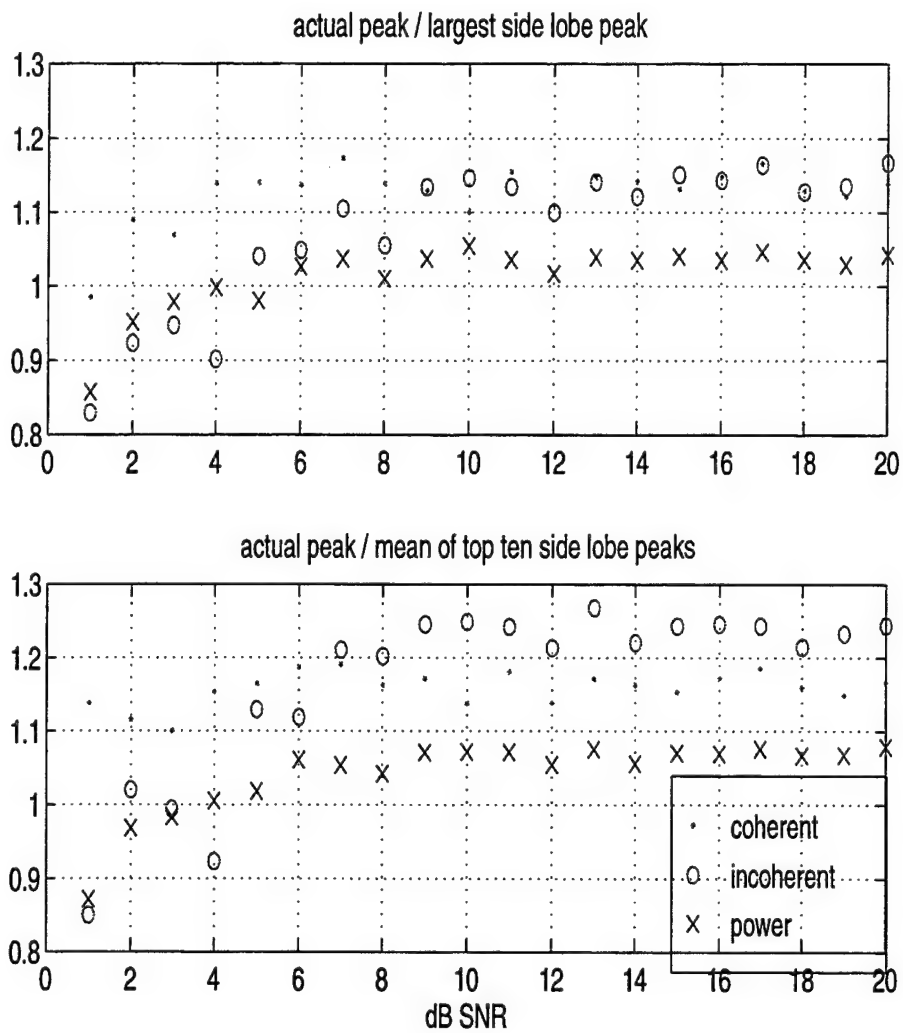 actual peak / largest side lobe peak
1.3
1.2
1.1
1
0.9
0.8
0 2 4 6 8 10 12 14 16 18 20
actual peak / mean of top ten side lobe peaks
1.3
1.2
1.1
1
0.9
0.8
coherent
incoherent
power
0 2 4 6 8 10 12 14 16 18 20
dB SNR